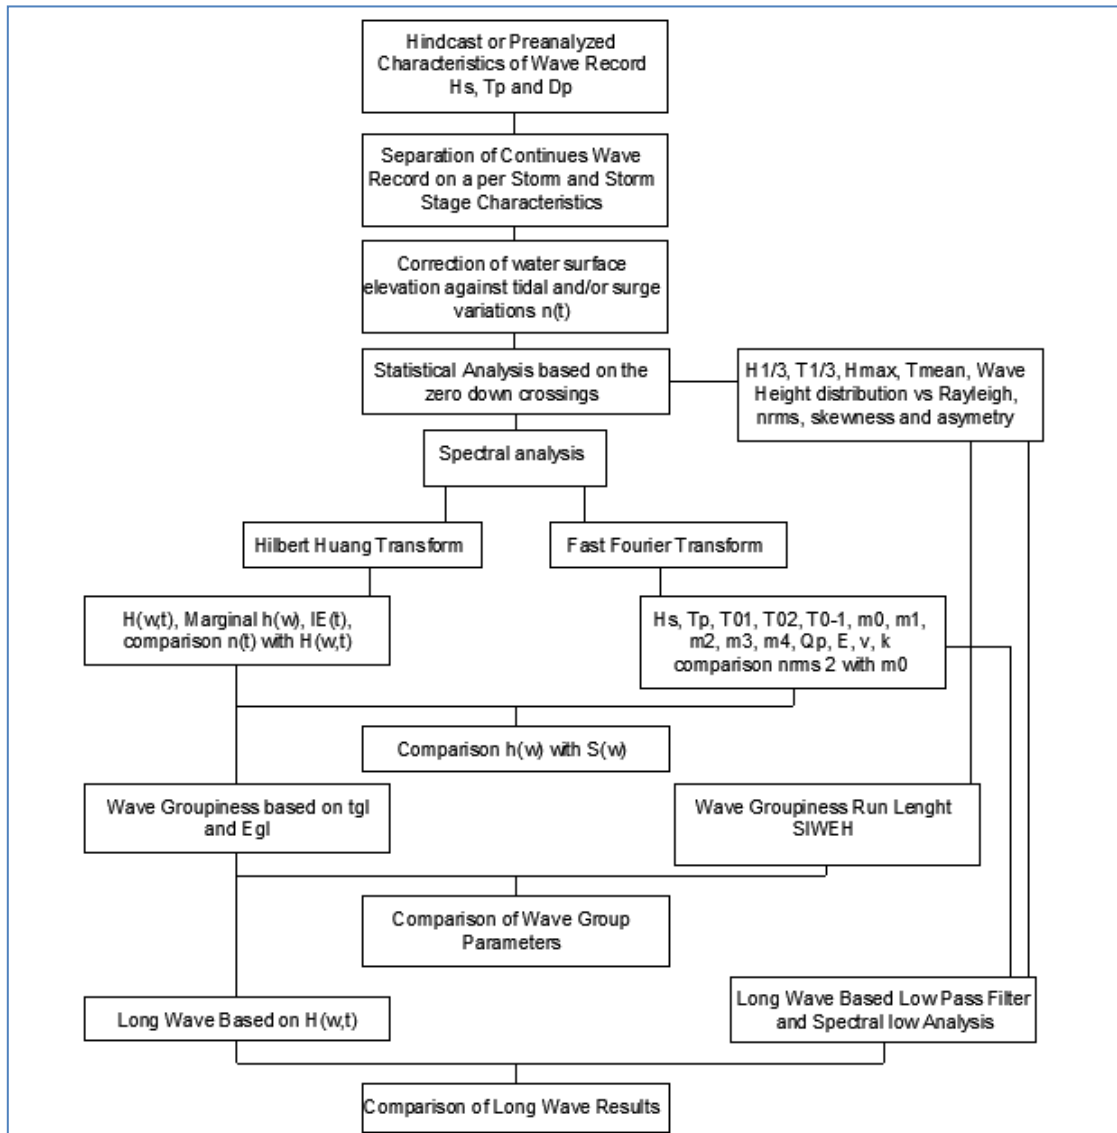 Hindcast or Preanalyzed
Characteristics of Wave Record
Hs, Tp and Dp
Separation of Continues Wave
Record on a per Storm and Storm
Stage Characteristics
Correction of water surface
elevation against tidal and/or surge
variations n(t)
Statistical Analysis based on the
zero down crossings
H1/3, T1/3, Hmax, Tmean, Wave
Height distribution vs Rayleigh,
nrms, skewness and asymetry
Spectral analysis
Hilbert Huang Transform
Fast Fourier Transform
H(w,t), Marginal h(w), IE(t),
comparison n(t) with H(w,t)
Hs, Tp, T01, T02, T0-1, m0, m1,
m2, m3, m4, Qp, E, v, k
comparison nrms 2 with m0
Comparison h(w) with S(w)
Wave Groupiness based on tgl
and Egl
Wave Groupiness Run Lenght
SIWEH
Comparison of Wave Group
Parameters
Long Wave Based on H(w,t)
Long Wave Based Low Pass Filter
and Spectral low Analysis
Comparison of Long Wave Results